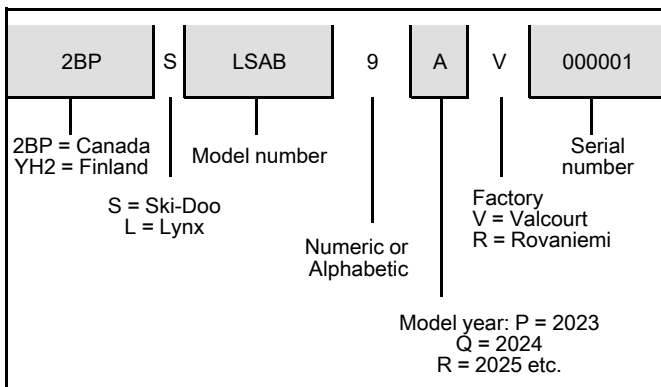 2BP S LSAB 9 A V 000001
2BP = Canada
YH2 = Finland
Model number
Serial
number
S = Ski-Doo
L = Lynx
Factory
V = Valcourt
R = Rovaniemi
Numeric or
Alphabetic
Model year: P = 2023
Q = 2024
R = 2025 etc.